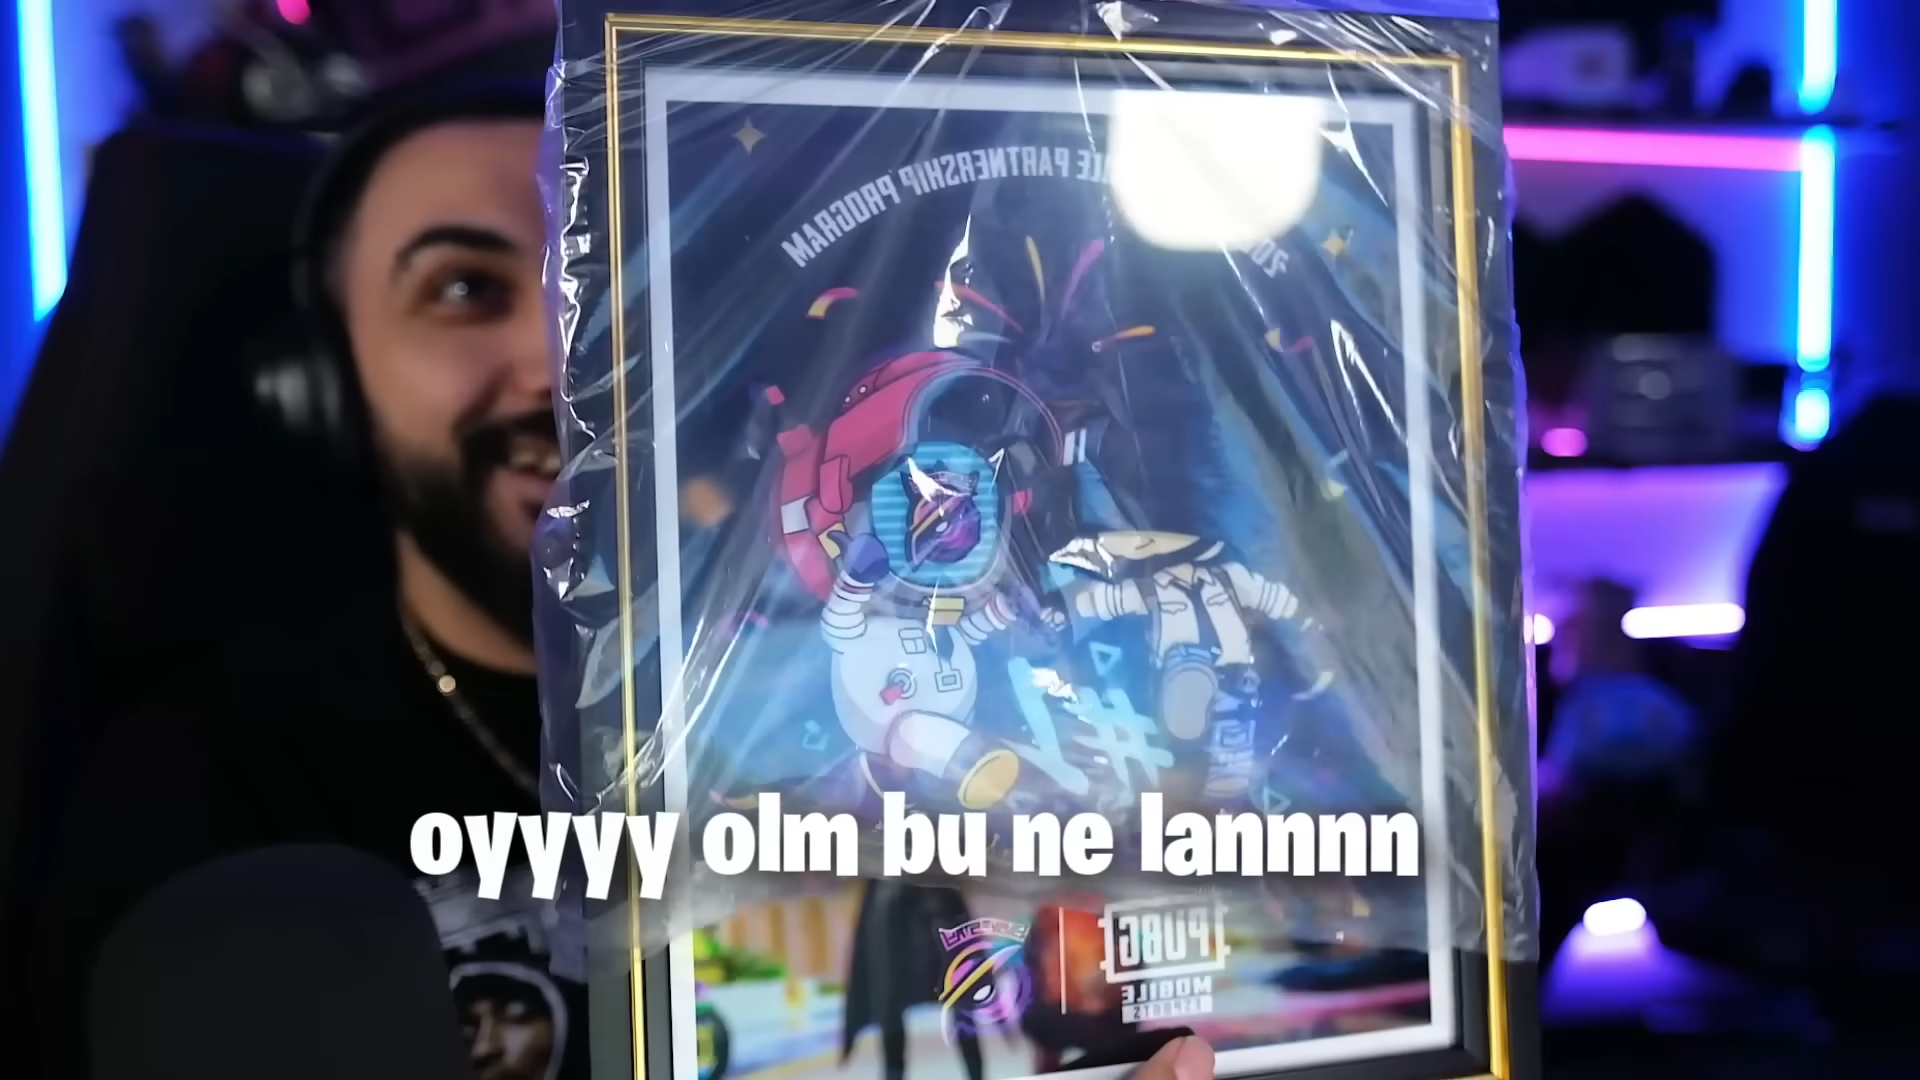 PARTNERSHIP PROGRAM
#1
oyyyy olm bu ne lannnn
PUBG
MOBILE
ESPORTS